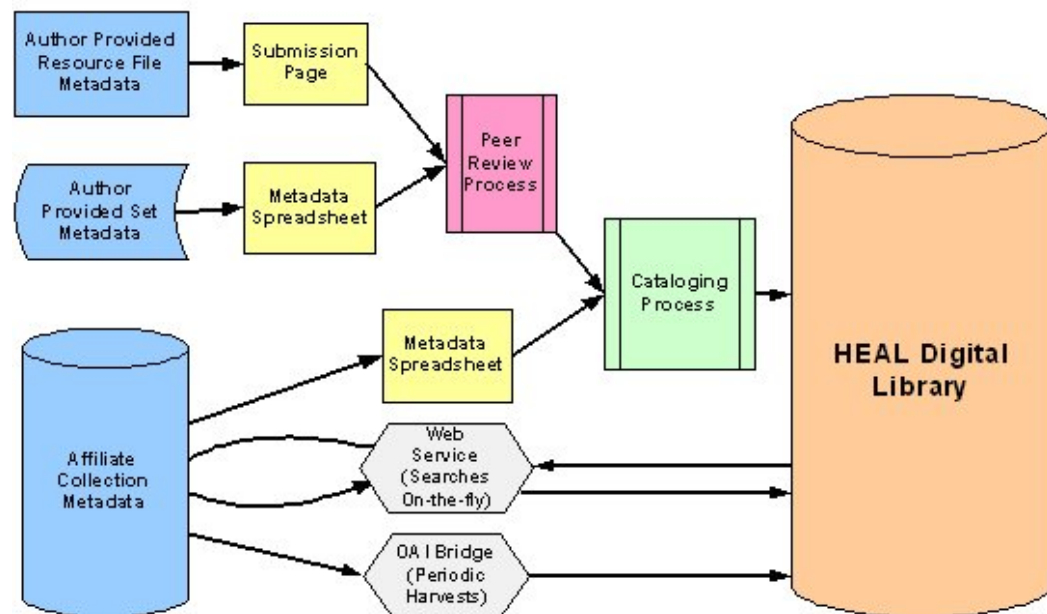 Author Provided
Resource File
Metadata
Submission
Page
Peer
Review
Process
Author
Provided Set
Metadata
Metadata
Spreadsheet
Cataloging
Process
HEAL Digital
Library
Metadata
Spreadsheet
Affiliate
Collection
Metadata
Web
Service
(Searches
On-the-fly)
OAI Bridge
(Periodic
Harvests)